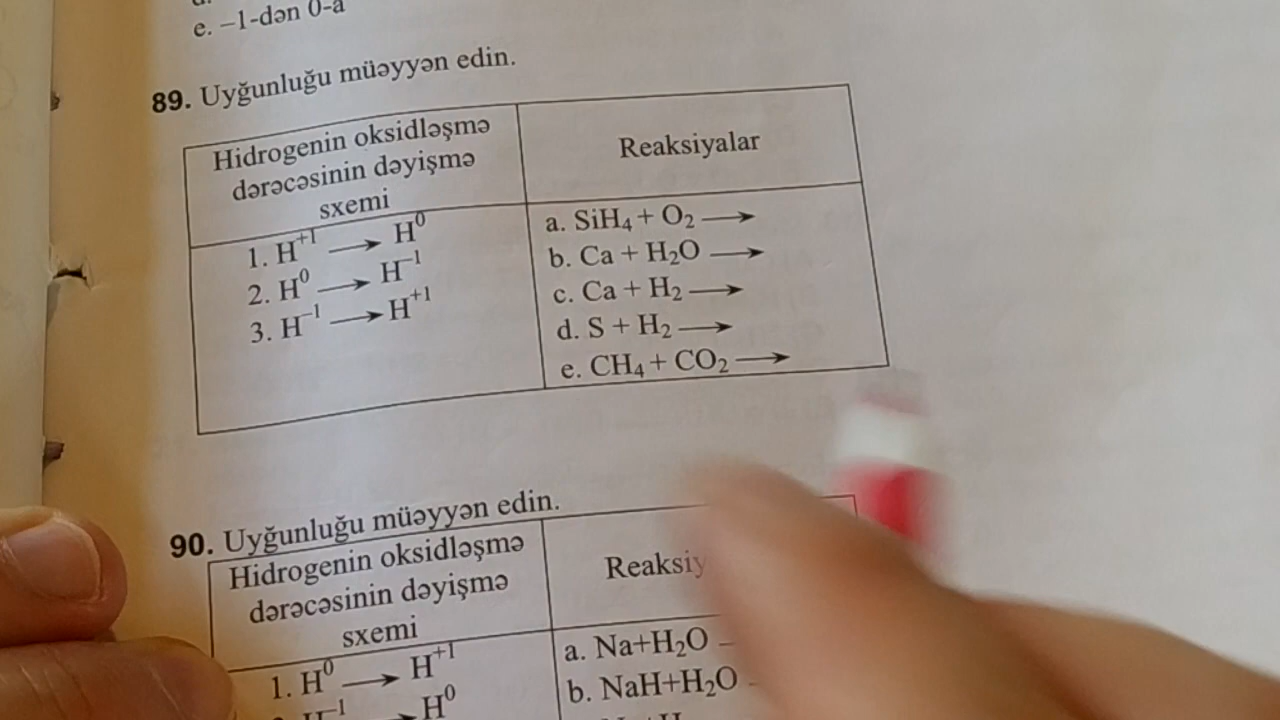 e. –1-dən 0-a
89. Uyğunluğu müəyyən edin.
Hidrogenin oksidləşmə
dərəcəsinin dəyişmə
sxemi
Reaksiyalar
1. H⁺¹ → H⁰
2. H⁰ → H⁻¹
3. H⁻¹ → H⁺¹
a. SiH₄ + O₂ →
b. Ca + H₂O →
c. Ca + H₂ →
d. S + H₂ →
e. CH₄ + CO₂ →
90. Uyğunluğu müəyyən edin.
Hidrogenin oksidləşmə
dərəcəsinin dəyişmə
sxemi
1. H⁰ → H⁺¹
H⁻¹ → H⁰
a. Na+H₂O
b. NaH+H₂O